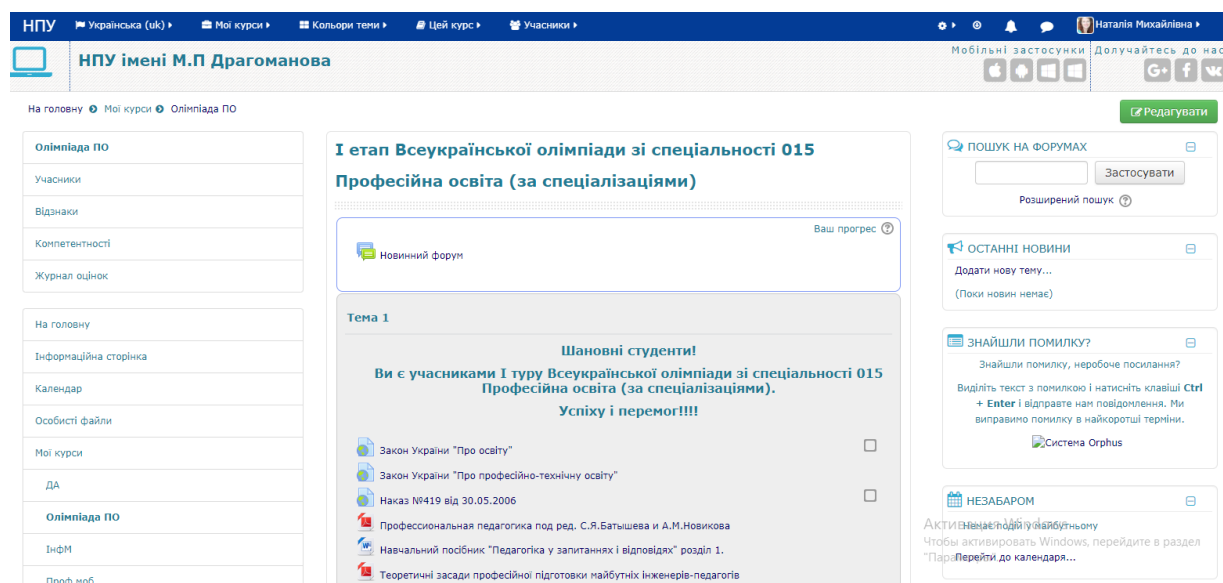 НПУ
Українська (uk)
Мої курси
Кольори теми
Цей курс
Учасники
Наталія Михайлівна
НПУ імені М.П Драгоманова
Мобільні застосунки
Долучайтесь до нас
На головну
Мої курси
Олімпіада ПО
Редагувати
Олімпіада ПО
Учасники
Відзнаки
Компетентності
Журнал оцінок
На головну
Інформаційна сторінка
Календар
Особисті файли
Мої курси
ДА
Олімпіада ПО
ІнфМ
Проф моб
І етап Всеукраїнської олімпіади зі спеціальності 015
Професійна освіта (за спеціалізаціями)
Ваш прогрес
Новинний форум
Тема 1
Шановні студенти!
Ви є учасниками І туру Всеукраїнської олімпіади зі спеціальності 015
Професійна освіта (за спеціалізаціями).
Успіху і перемог!!!!
Закон України "Про освіту"
Закон України "Про професійно-технічну освіту"
Наказ №419 від 30.05.2006
Профессиональная педагогика под ред. С.Я.Батышева и А.М.Новикова
Навчальний посібник "Педагогіка у запитаннях і відповідях" розділ 1.
Теоретичні засади професійної підготовки майбутніх інженерів-педагогів
ПОШУК НА ФОРУМАХ
Застосувати
Розширений пошук
ОСТАННІ НОВИНИ
Додати нову тему...
(Поки новин немає)
ЗНАЙШЛИ ПОМИЛКУ?
Знайшли помилку, неробоче посилання?
Виділіть текст з помилкою і натисніть клавіші Ctrl
+ Enter і відправте нам повідомлення. Ми
виправимо помилку в найкоротші терміни.
Система Orphus
НЕЗАБАРОМ
Немає подій у майбутньому
Перейти до календаря...
Активация Windows
Чтобы активировать Windows, перейдите в раздел